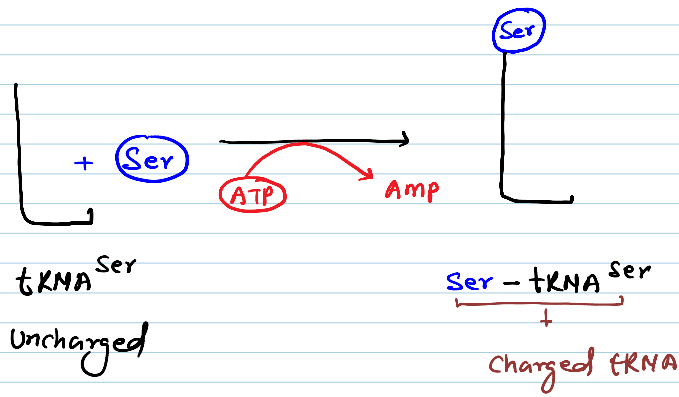 Ser
+ Ser
ATP Amp
tRNA^Ser
Ser - tRNA^Ser
Uncharged
Charged tRNA